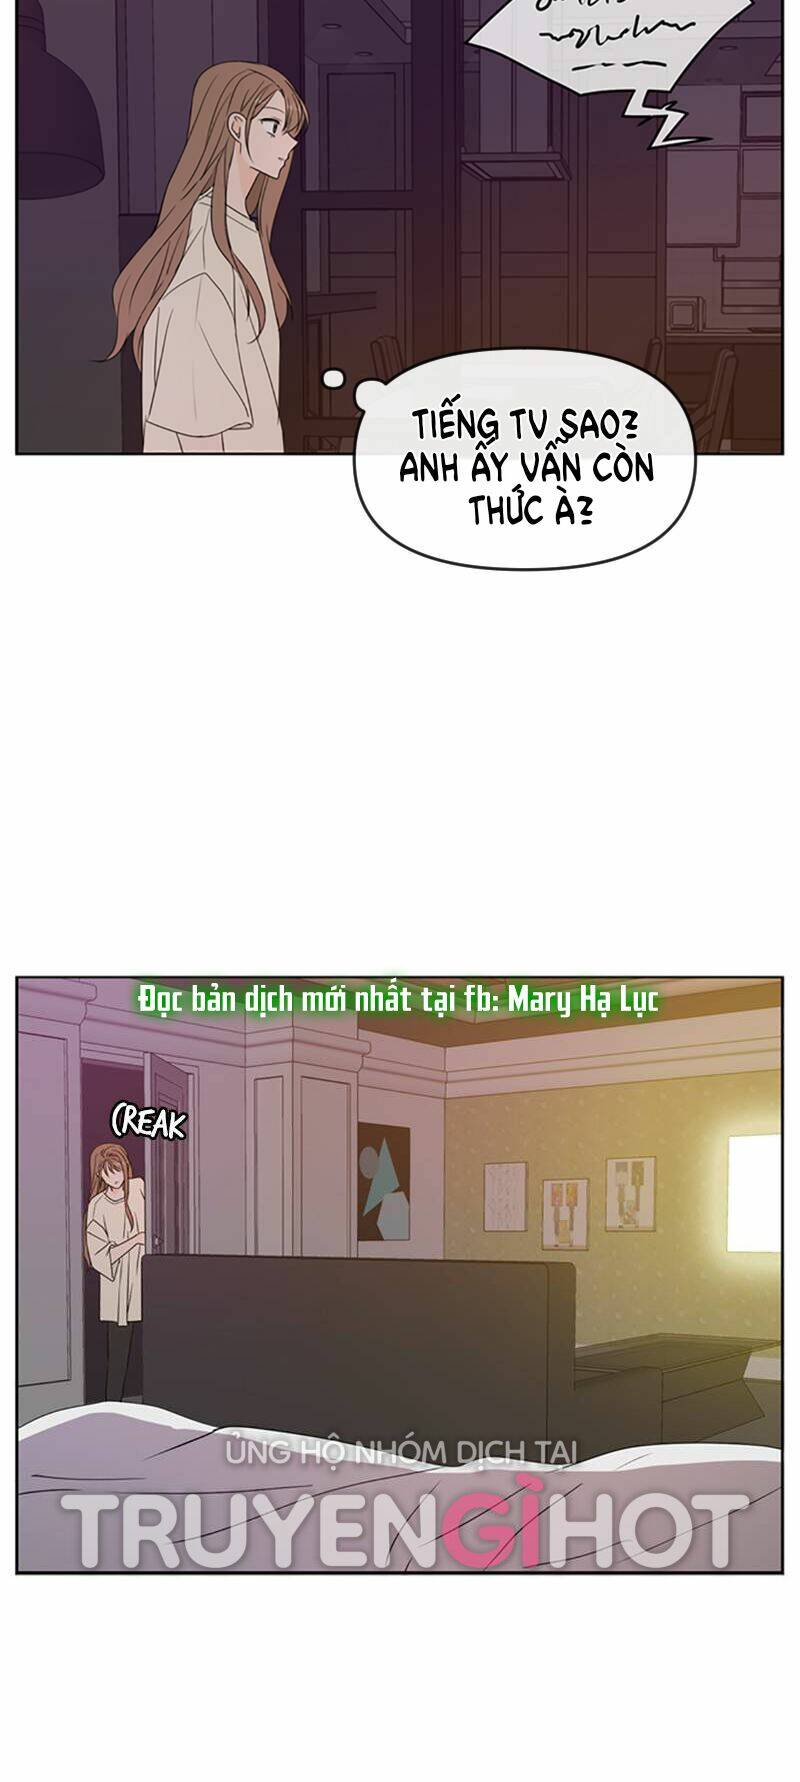 TIẾNG TV SAO?
ANH ẤY VẪN CÒN
THỨC À?
Đọc bản dịch mới nhất tại fb: Mary Hạ Lục
CREAK
ỦNG HỘ NHÓM DỊCH TẠI
TRUYENGIHOT